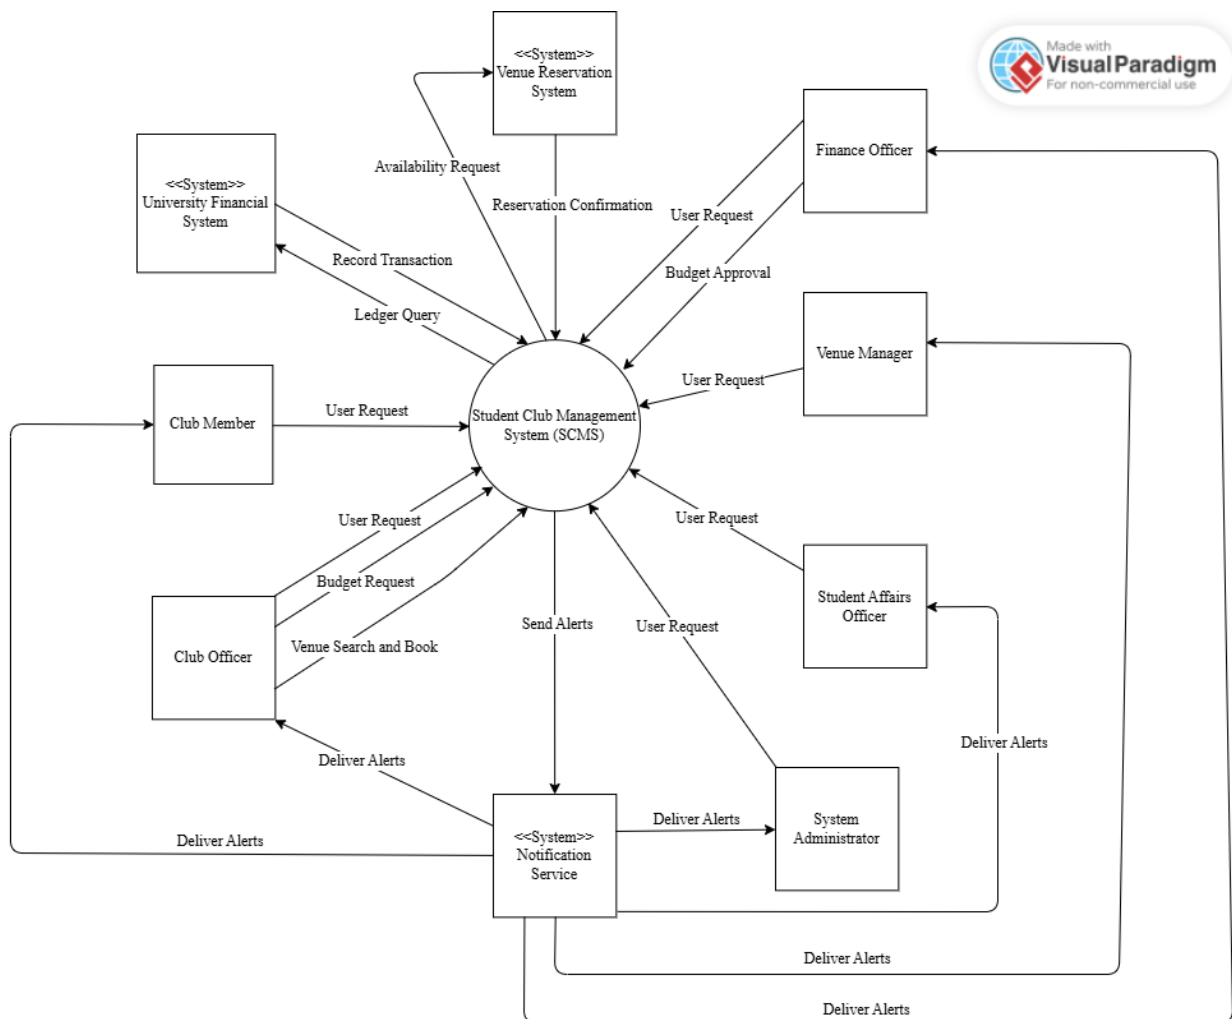 <<System>>
Venue Reservation
System
Made with
Visual Paradigm
For non-commercial use
Finance Officer
<<System>>
University Financial
System
Availability Request
Reservation Confirmation
User Request
Budget Approval
Record Transaction
Ledger Query
Venue Manager
User Request
Club Member
User Request
Student Club Management
System (SCMS)
User Request
User Request
Budget Request
Venue Search and Book
Send Alerts
User Request
Student Affairs
Officer
Club Officer
Deliver Alerts
Deliver Alerts
Deliver Alerts
<<System>>
Notification
Service
Deliver Alerts
System
Administrator
Deliver Alerts
Deliver Alerts